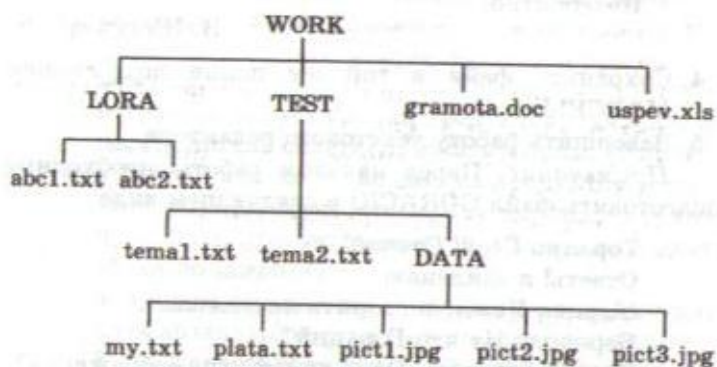 WORK
LORA TEST gramota.doc uspev.xls
abc1.txt abc2.txt
tema1.txt tema2.txt DATA
my.txt plata.txt pict1.jpg pict2.jpg pict3.jpg